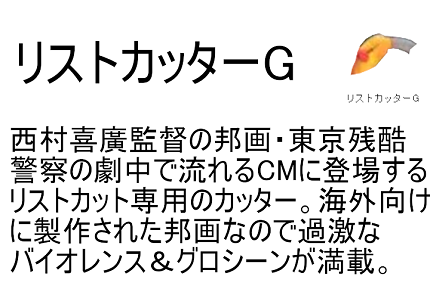 リストカッターG
リストカッターG
西村喜廣監督の邦画・東京残酷
警察の劇中で流れるCMに登場する
リストカット専用のカッター。海外向け
に製作された邦画なので過激な
バイオレンス＆グロシーンが満載。